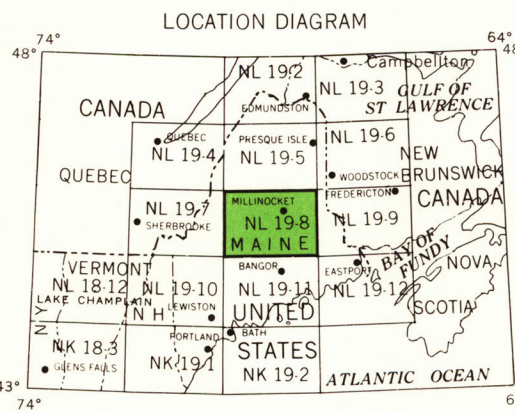 LOCATION DIAGRAM
74°
64°
48°
48
NL 19-2
Campbellton
NL 19-3
GULF OF
ST LAWRENCE
EDMUNDSTON
CANADA
QUEBEC
NL 19-4
PRESQUE ISLE
NL 19-5
NL 19-6
NEW
BRUNSWICK
WOODSTOCK
QUEBEC
NL 19-7
SHERBROOKE
MILLINOCKET
NL 19-8
MAINE
FREDERICTON
NL 19-9
CANADA
BAY OF
FUNDY
VERMONT
NL 18-12
LAKE CHAMPLAIN
NL 19-10
LEWISTON
BANGOR
NL 19-11
EASTPORT
NL 19-12
NOVA
SCOTIA
N Y
N H
UNITED
STATES
NK 18-3
GLENS FALLS
PORTLAND
NK 19-1
BATH
NK 19-2
ATLANTIC OCEAN
43°
74°
6